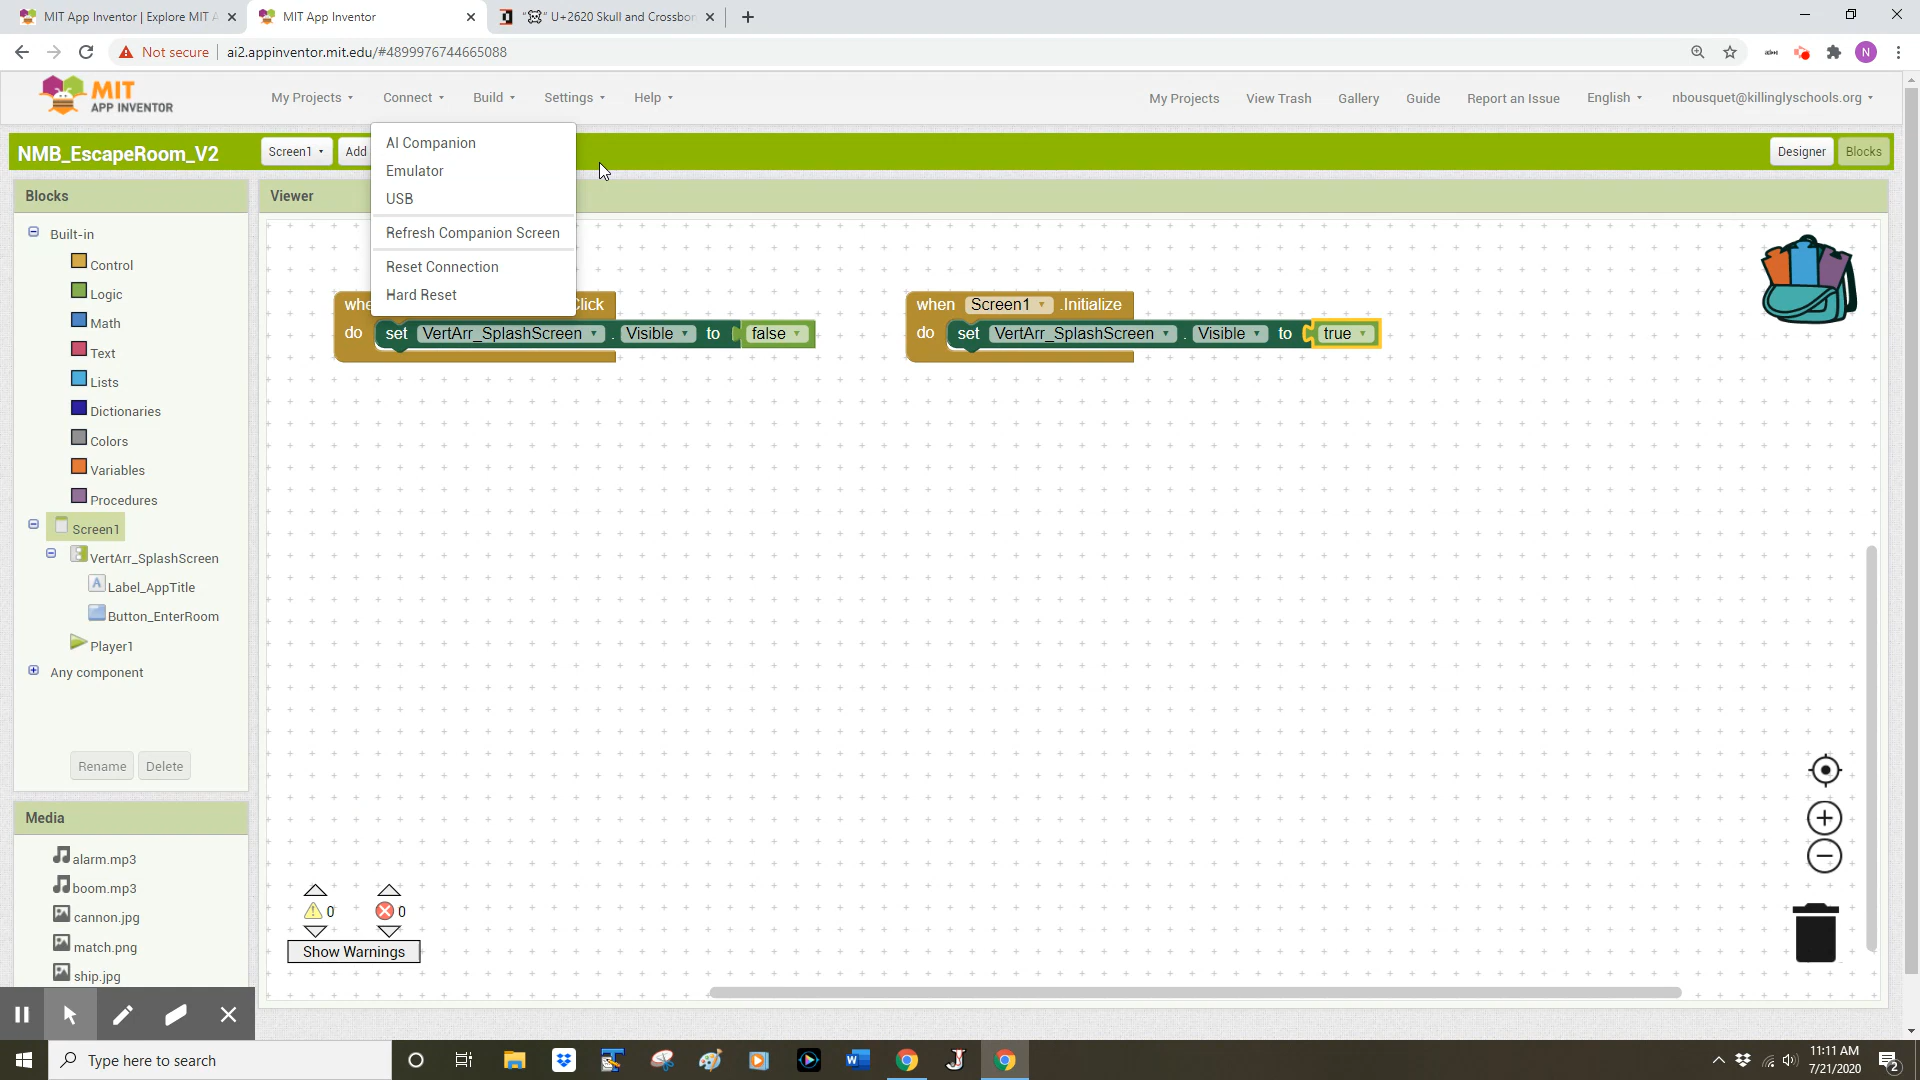 MIT App Inventor | Explore MIT A
MIT App Inventor
"☠" U+2620 Skull and Crossbon
Not secure
ai2.appinventor.mit.edu/#4899976744665088
N
MIT
APP INVENTOR
My Projects
Connect
Build
Settings
Help
My Projects
View Trash
Gallery
Guide
Report an Issue
English
nbousquet@killinglyschools.org
NMB_EscapeRoom_V2
Screen1
Add
Designer
Blocks
AI Companion
Emulator
USB
Refresh Companion Screen
Reset Connection
Hard Reset
Blocks
Viewer
Built-in
Control
Logic
Math
Text
Lists
Dictionaries
Colors
Variables
Procedures
Screen1
VertArr_SplashScreen
Label_AppTitle
Button_EnterRoom
Player1
Any component
Rename
Delete
whe Click
do set VertArr_SplashScreen . Visible to false
when Screen1 .Initialize
do set VertArr_SplashScreen . Visible to true
Media
alarm.mp3
boom.mp3
cannon.jpg
match.png
ship.jpg
0 0
Show Warnings
Type here to search
11:11 AM
7/21/2020
2